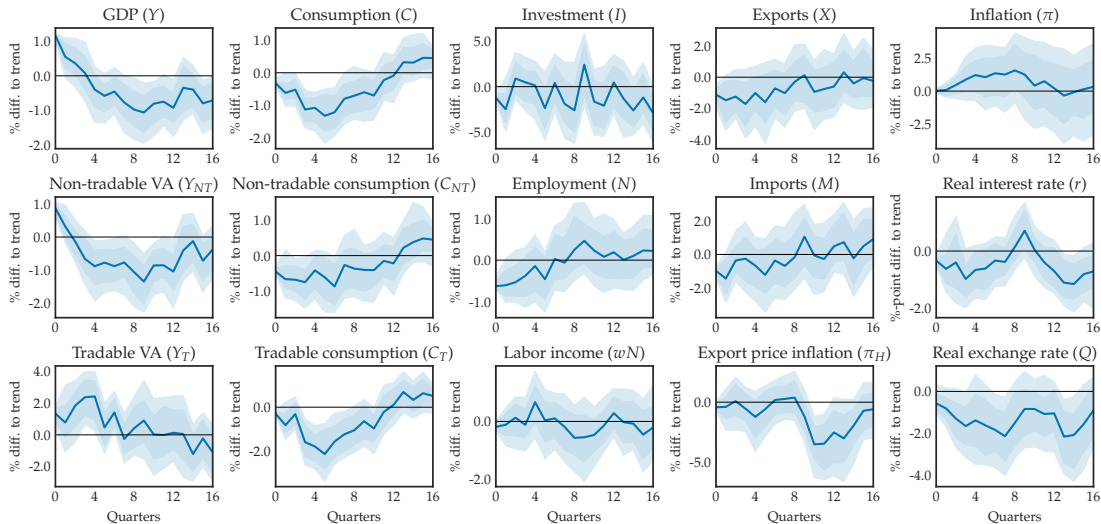 GDP (Y)
Consumption (C)
Investment (I)
Exports (X)
Inflation (π)
% diff. to trend
1.0
0.0
-1.0
-2.0
0 4 8 12 16
% diff. to trend
1.0
0.0
-1.0
-2.0
0 4 8 12 16
% diff. to trend
5.0
0.0
-5.0
0 4 8 12 16
% diff. to trend
2.0
0.0
-2.0
-4.0
0 4 8 12 16
% diff. to trend
2.5
0.0
-2.5
0 4 8 12 16
Non-tradable VA (Y_NT)
Non-tradable consumption (C_NT)
Employment (N)
Imports (M)
Real interest rate (r)
% diff. to trend
1.0
0.0
-1.0
-2.0
0 4 8 12 16
% diff. to trend
1.0
0.0
-1.0
0 4 8 12 16
% diff. to trend
1.0
0.0
-1.0
0 4 8 12 16
% diff. to trend
2.0
0.0
-2.0
0 4 8 12 16
%-point diff. to trend
0.0
-2.0
0 4 8 12 16
Tradable VA (Y_T)
Tradable consumption (C_T)
Labor income (wN)
Export price inflation (π_H)
Real exchange rate (Q)
% diff. to trend
4.0
2.0
0.0
-2.0
0 4 8 12 16
Quarters
% diff. to trend
0.0
-2.0
0 4 8 12 16
Quarters
% diff. to trend
0.0
-2.0
0 4 8 12 16
Quarters
% diff. to trend
0.0
-5.0
0 4 8 12 16
Quarters
% diff. to trend
0.0
-2.0
-4.0
0 4 8 12 16
Quarters